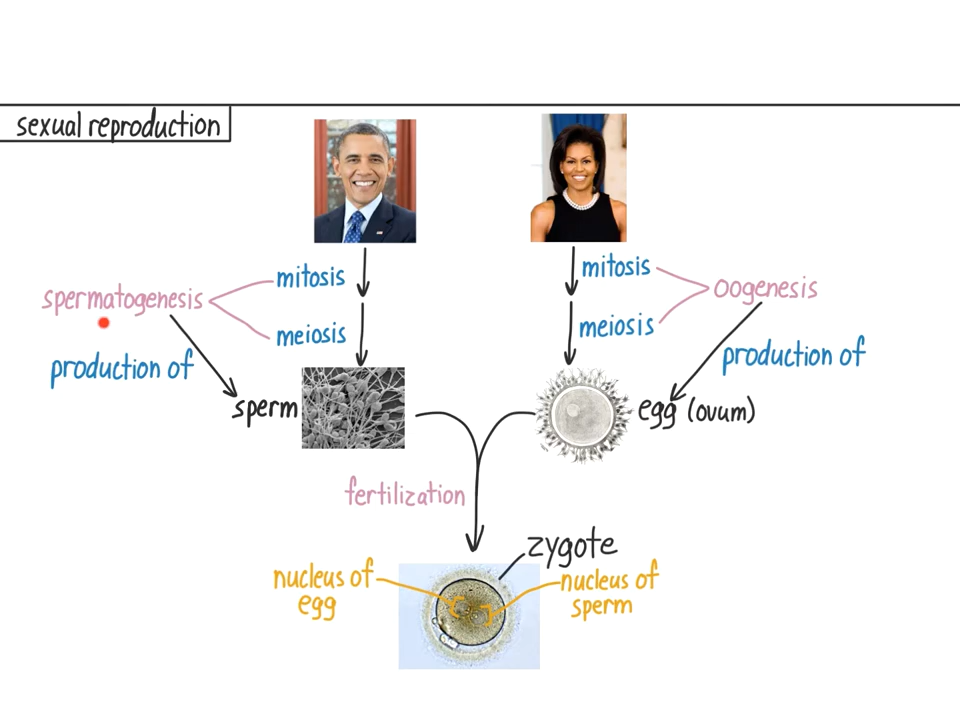 sexual reproduction
mitosis
mitosis
spermatogenesis
oogenesis
meiosis
meiosis
production of
production of
sperm
egg (ovum)
fertilization
zygote
nucleus of
egg
nucleus of
sperm